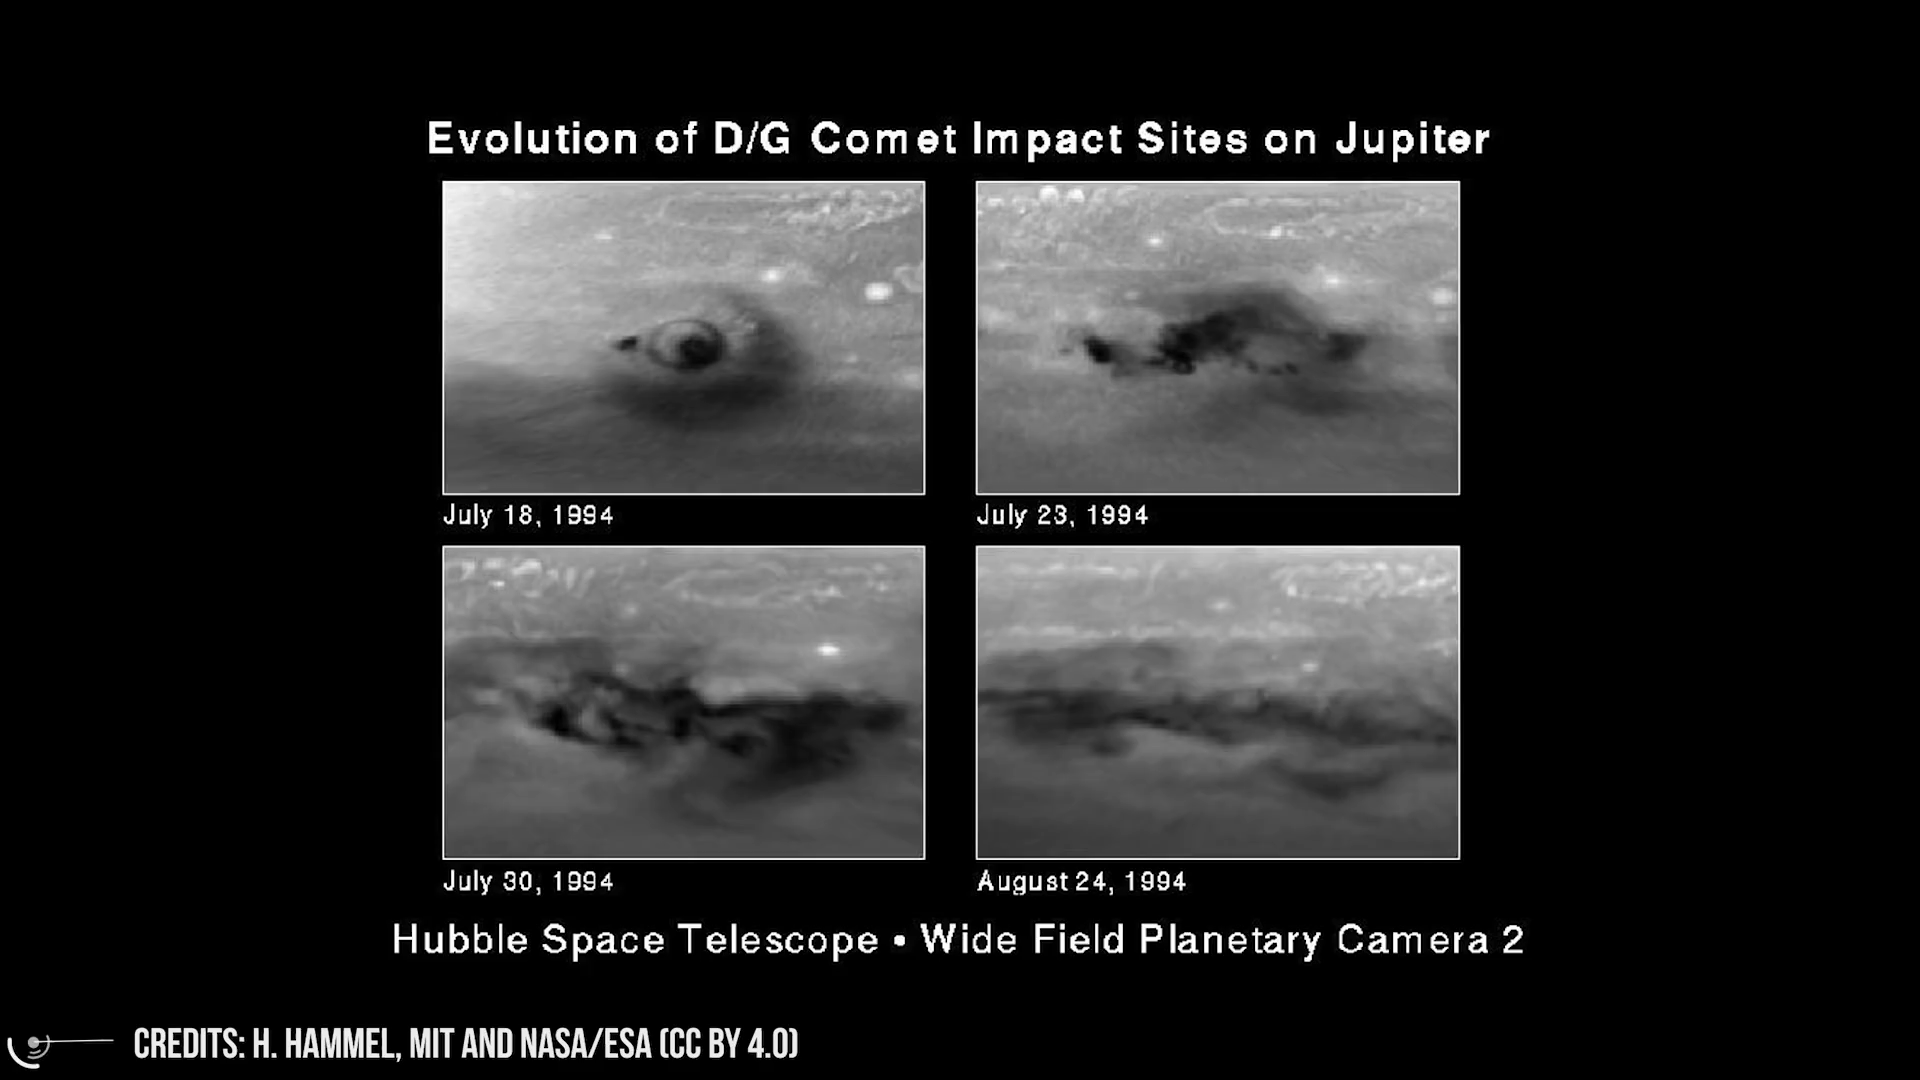 Evolution of D/G Comet Impact Sites on Jupiter
July 18, 1994
July 23, 1994
July 30, 1994
August 24, 1994
Hubble Space Telescope • Wide Field Planetary Camera 2
CREDITS: H. HAMMEL, MIT AND NASA/ESA (CC BY 4.0)